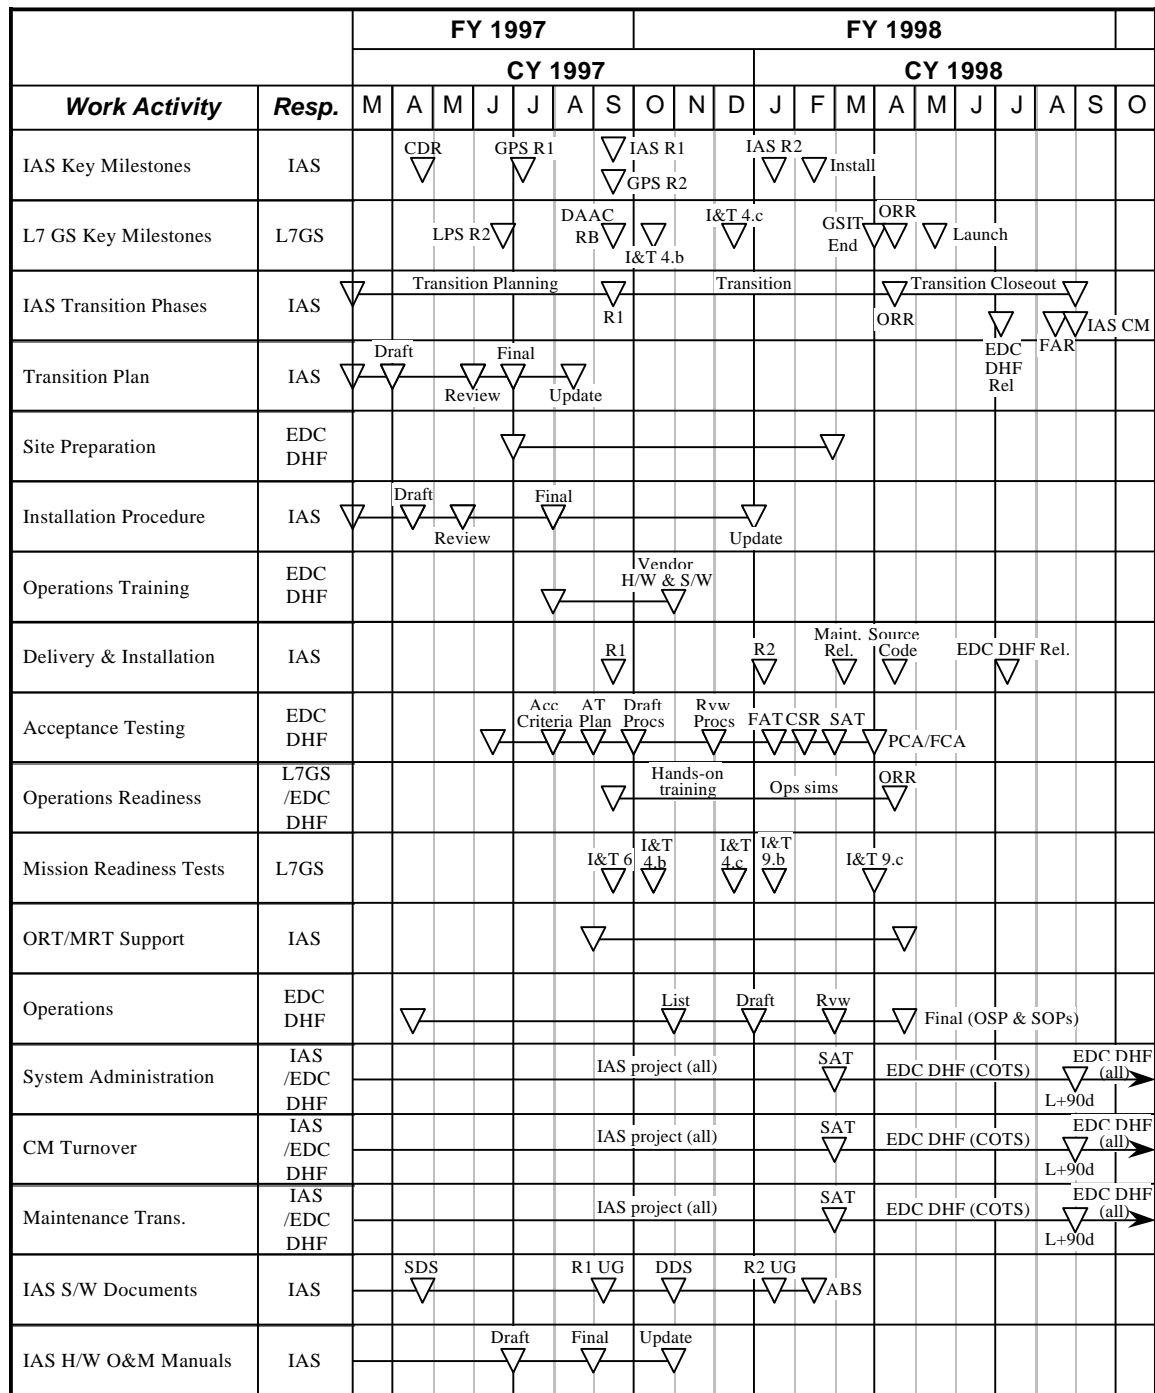 FY 1997 FY 1998
CY 1997 CY 1998
Work Activity Resp. M A M J J A S O N D J F M A M J J A S O
CDR GPS R1 IAS R1 IAS R2
IAS Key Milestones IAS Install
GPS R2
DAAC I&T 4.c ORR
L7 GS Key Milestones L7GS LPS R2 RB GSIT Launch
I&T 4.b End
Transition Planning Transition Transition Closeout
IAS Transition Phases IAS
R1 ORR IAS CM
EDC FAR
DHF
Rel
Draft Final
Transition Plan IAS
Review Update
Site Preparation EDC
DHF
Draft Final
Installation Procedure IAS
Review Update
Vendor
Operations Training EDC H/W & S/W
DHF
Maint. Source
Delivery & Installation IAS R1 R2 Rel. Code EDC DHF Rel.
Acc AT Draft Rvw
Acceptance Testing EDC Criteria Plan Procs Procs FAT CSR SAT
DHF PCA/FCA
L7GS Hands-on ORR
Operations Readiness /EDC training Ops sims
DHF
I&T I&T I&T
Mission Readiness Tests L7GS I&T 6 4.b 4.c 9.b I&T 9.c
ORT/MRT Support IAS
Operations EDC List Draft Rvw
DHF Final (OSP & SOPs)
IAS SAT EDC DHF
System Administration /EDC IAS project (all) EDC DHF (COTS) (all)
DHF L+90d
IAS SAT EDC DHF
CM Turnover /EDC IAS project (all) EDC DHF (COTS) (all)
DHF L+90d
IAS SAT EDC DHF
Maintenance Trans. /EDC IAS project (all) EDC DHF (COTS) (all)
DHF L+90d
SDS R1 UG DDS R2 UG
IAS S/W Documents IAS ABS
Draft Final Update
IAS H/W O&M Manuals IAS